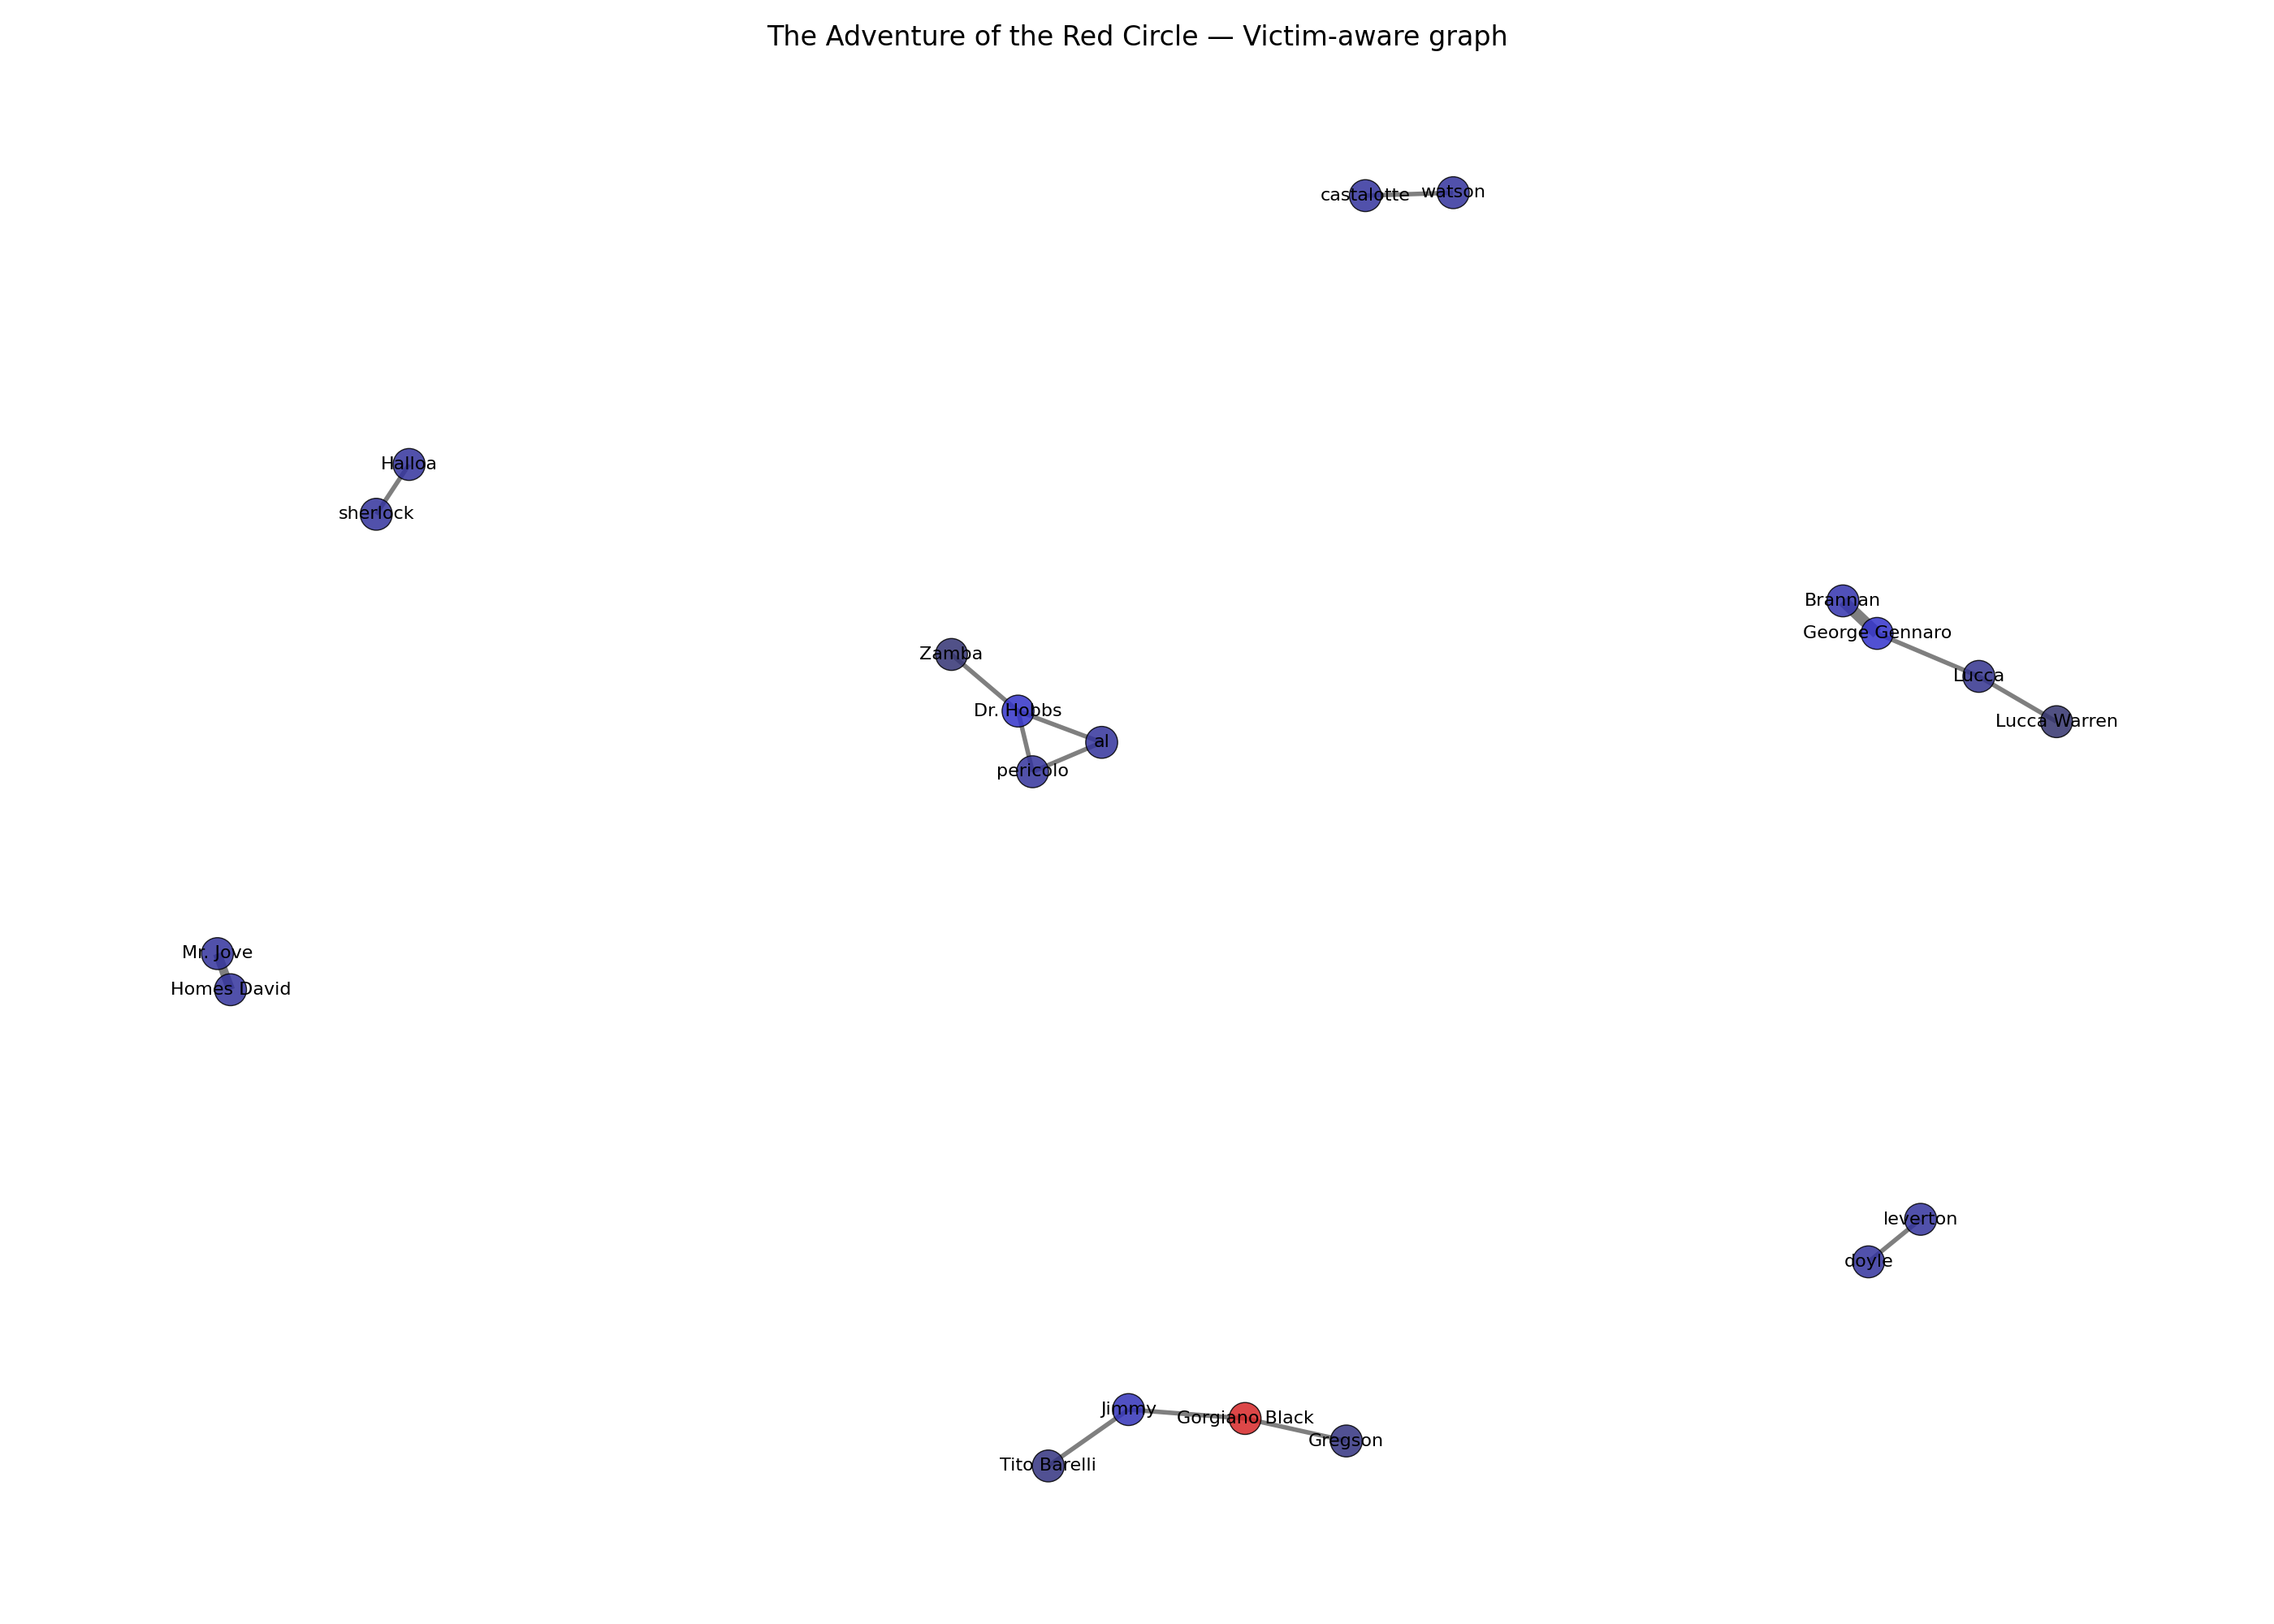 The Adventure of the Red Circle — Victim-aware graph
castalotte
watson
Halloa
sherlock
Brannan
George Gennaro
Zamba
Lucca
Dr. Hobbs
Lucca Warren
al
pericolo
Mr. Jove
Homes David
leverton
doyle
Jimmy
Gorgiano Black
Gregson
Tito Barelli